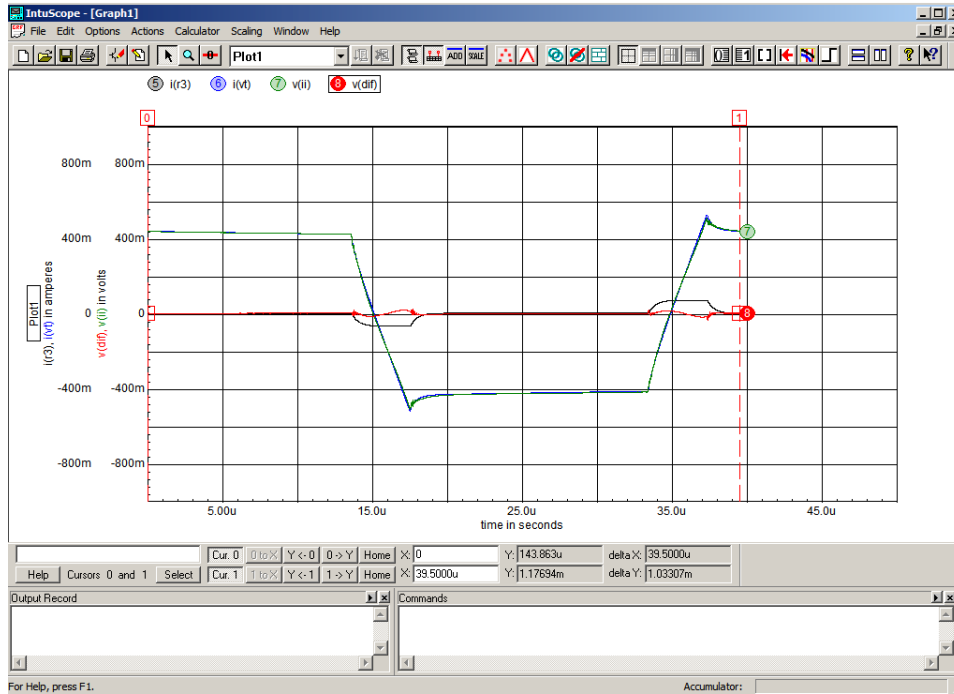 IntuScope - [Graph1]
File Edit Options Actions Calculator Scaling Window Help
Plot1 ADD SCALE
5 i(r3) 6 i(vt) 7 v(ii) 8 v(dif)
0 1
800m 800m
400m 400m
0 0
-400m -400m
-800m -800m
Plot1
i(r3), i(vt) in amperes
v(dif), v(ii) in volts
7
8
5.00u 15.0u 25.0u 35.0u 45.0u
time in seconds
Cur. 0 0 to X Y <- 0 0 -> Y Home X: 0 Y: 143.863u delta X: 39.5000u
Help Cursors 0 and 1 Select Cur. 1 1 to X Y <- 1 1 -> Y Home X: 39.5000u Y: 1.17694m delta Y: 1.03307m
Output Record Commands
For Help, press F1. Accumulator: